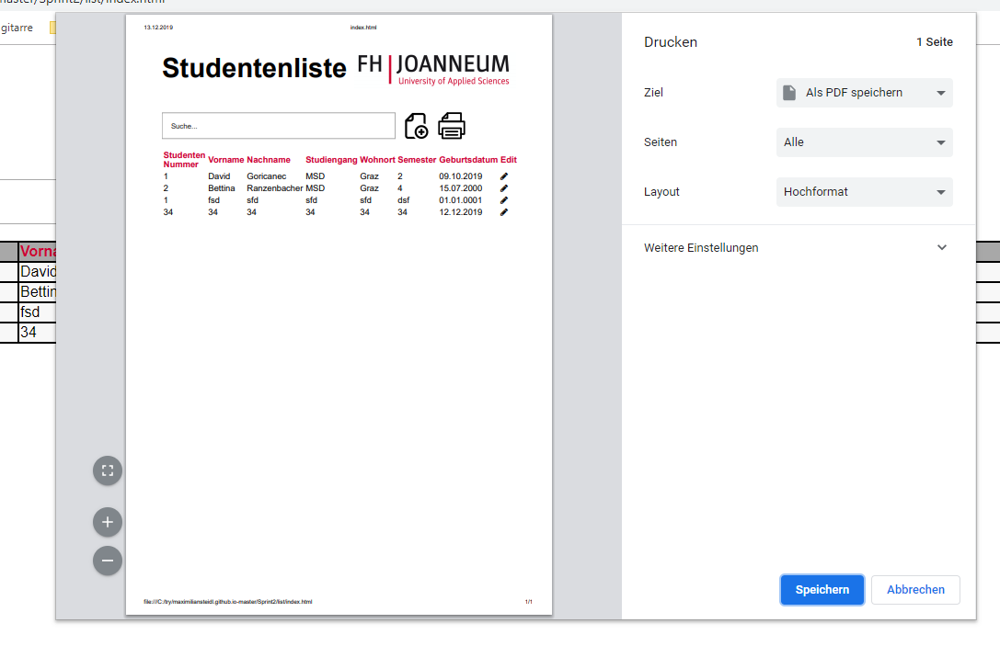 gitarre
13.12.2019 index.html
Studentenliste FH JOANNEUM
University of Applied Sciences
Suche...
Studenten Nummer Vorname Nachname Studiengang Wohnort Semester Geburtsdatum Edit
1 David Goricanec MSD Graz 2 09.10.2019
2 Bettina Ranzenbacher MSD Graz 4 15.07.2000
1 fsd sfd sfd sfd dsf 01.01.0001
34 34 34 34 34 34 12.12.2019
file:///C:/try/maximiliansteidl.github.io-master/Sprint2/list/index.html 1/1
Drucken 1 Seite
Ziel Als PDF speichern
Seiten Alle
Layout Hochformat
Weitere Einstellungen
Speichern Abbrechen
Vorna
David
Bettin
fsd
34